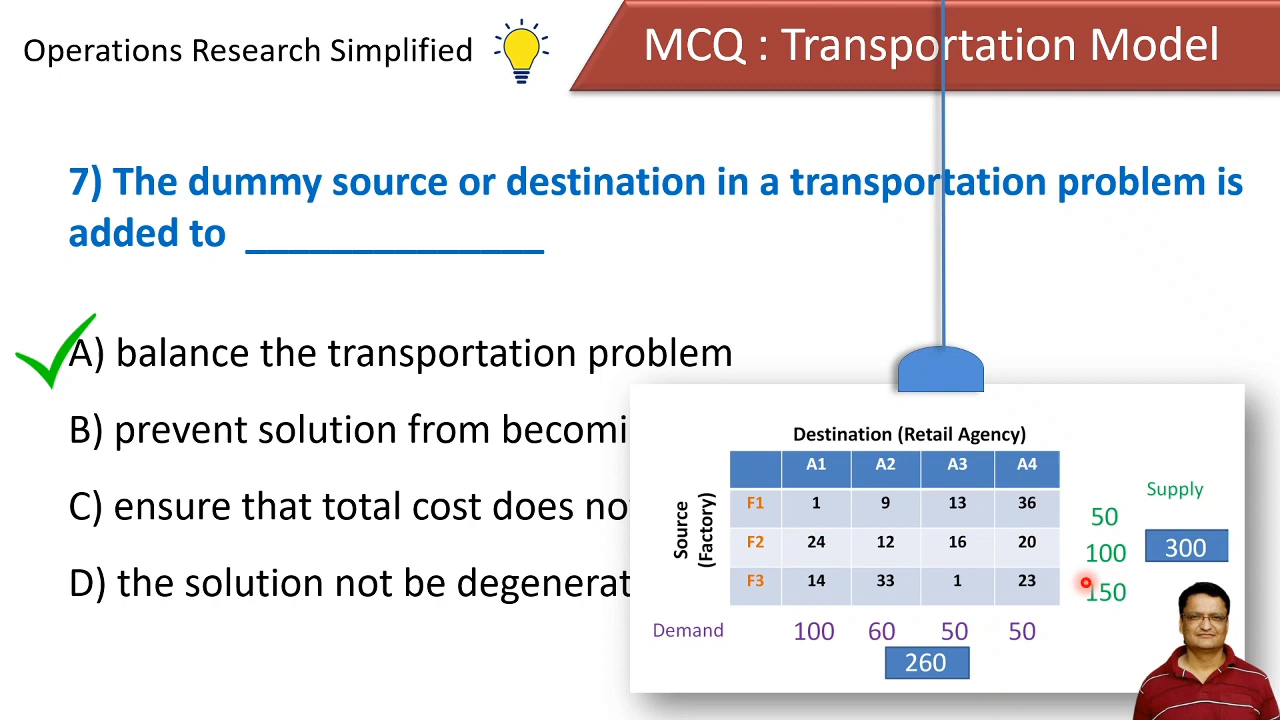 Operations Research Simplified
MCQ : Transportation Model
7) The dummy source or destination in a transportation problem is
added to ______________
A) balance the transportation problem
B) prevent solution from becomi
C) ensure that total cost does no
D) the solution not be degenerat
Destination (Retail Agency)
A1 A2 A3 A4
Supply
Source
(Factory)
F1 1 9 13 36 50
F2 24 12 16 20 100
300
F3 14 33 1 23 150
Demand 100 60 50 50
260